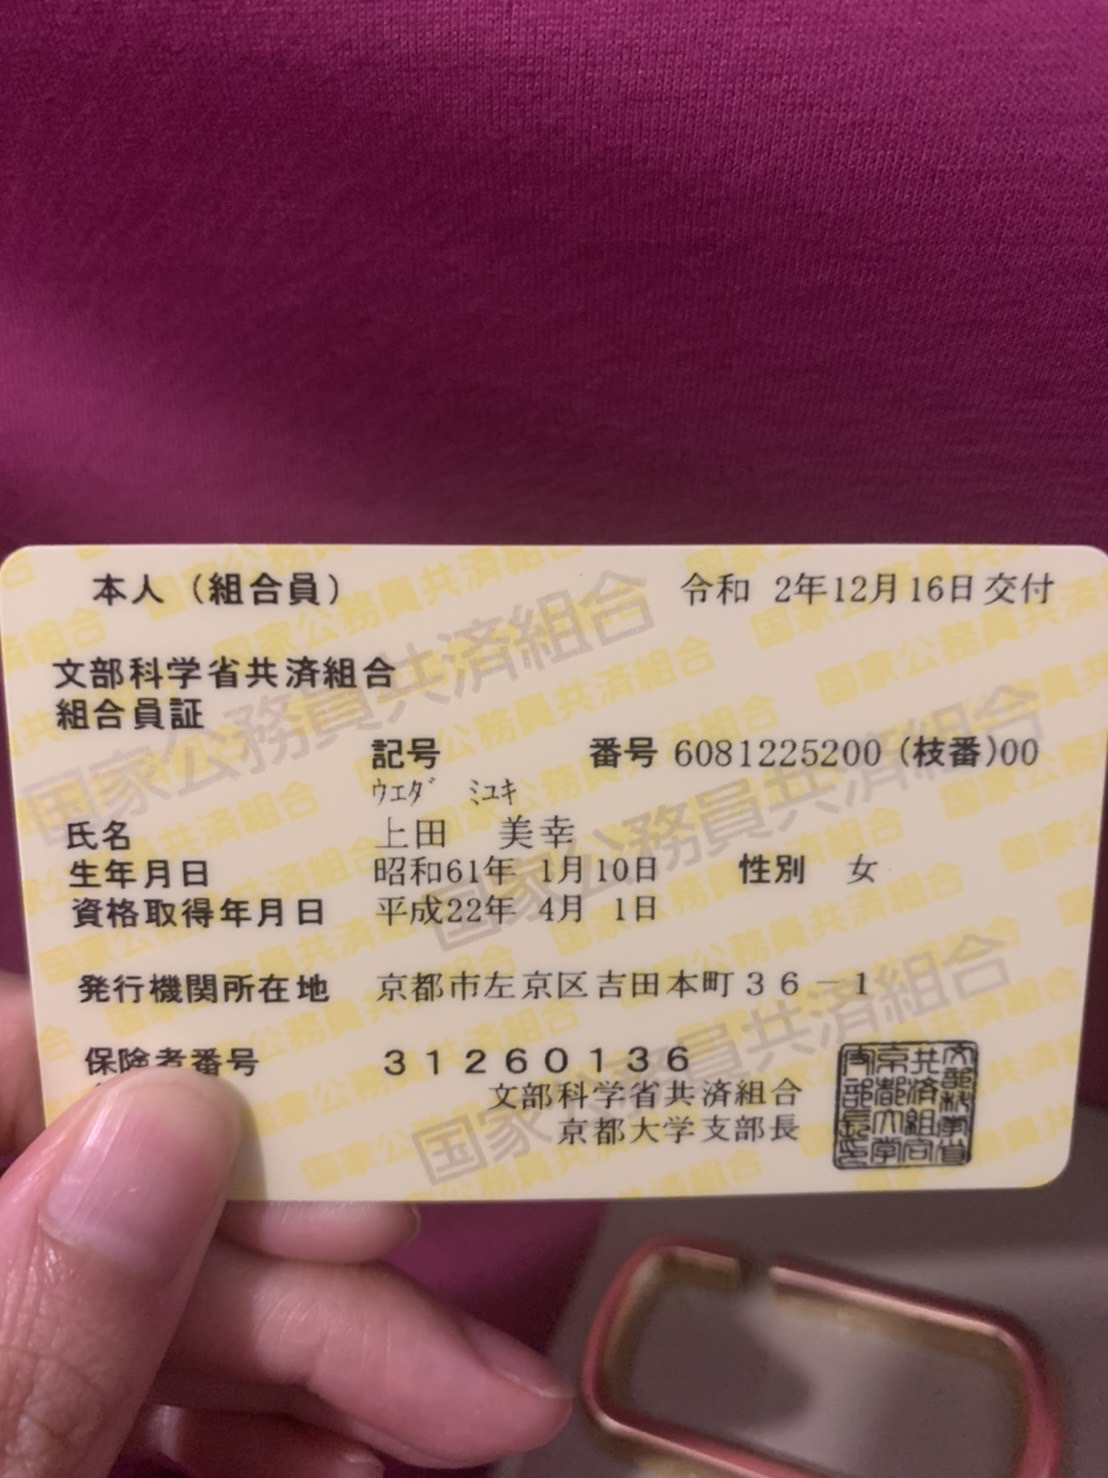 本人（組合員）
令和 2年12月16日交付
文部科学省共済組合
組合員証
記号 番号 6081225200 (枝番)00
ｳｴﾀﾞ ﾐﾕｷ
氏名 上田 美幸
生年月日 昭和61年 1月10日 性別 女
資格取得年月日 平成22年 4月 1日
発行機関所在地 京都市左京区吉田本町３６－１
保険者番号 ３１２６０１３６
文部科学省共済組合
京都大学支部長
国家公務員共済組合